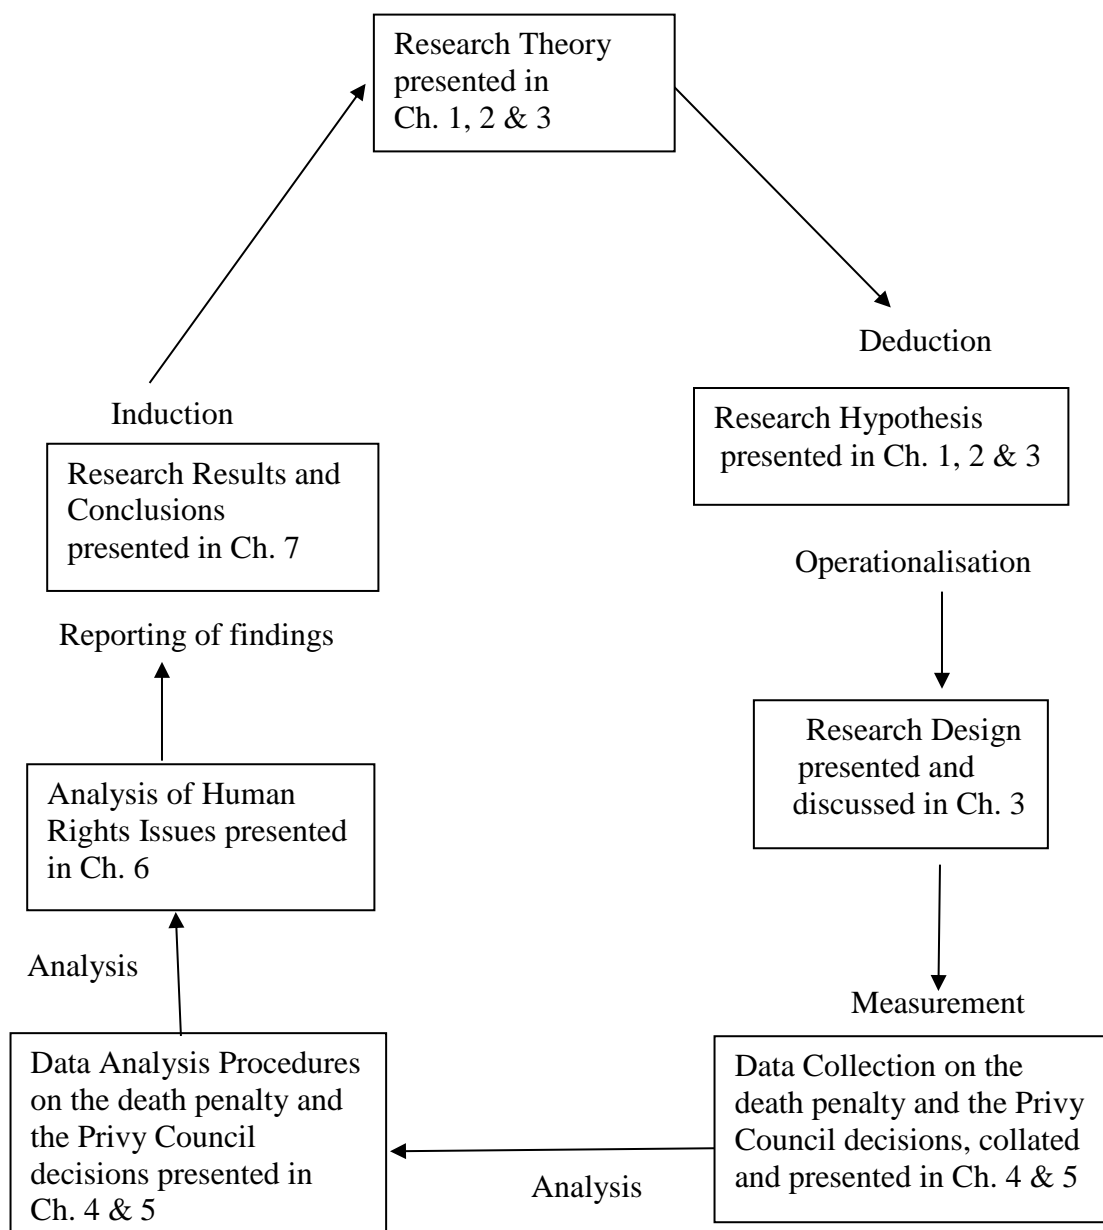 Research Theory
presented in
Ch. 1, 2 & 3
Deduction
Research Hypothesis
presented in Ch. 1, 2 & 3
Operationalisation
Research Design
presented and
discussed in Ch. 3
Measurement
Data Collection on the
death penalty and the Privy
Council decisions, collated
and presented in Ch. 4 & 5
Analysis
Data Analysis Procedures
on the death penalty and
the Privy Council
decisions presented in
Ch. 4 & 5
Analysis
Analysis of Human
Rights Issues presented
in Ch. 6
Reporting of findings
Research Results and
Conclusions
presented in Ch. 7
Induction